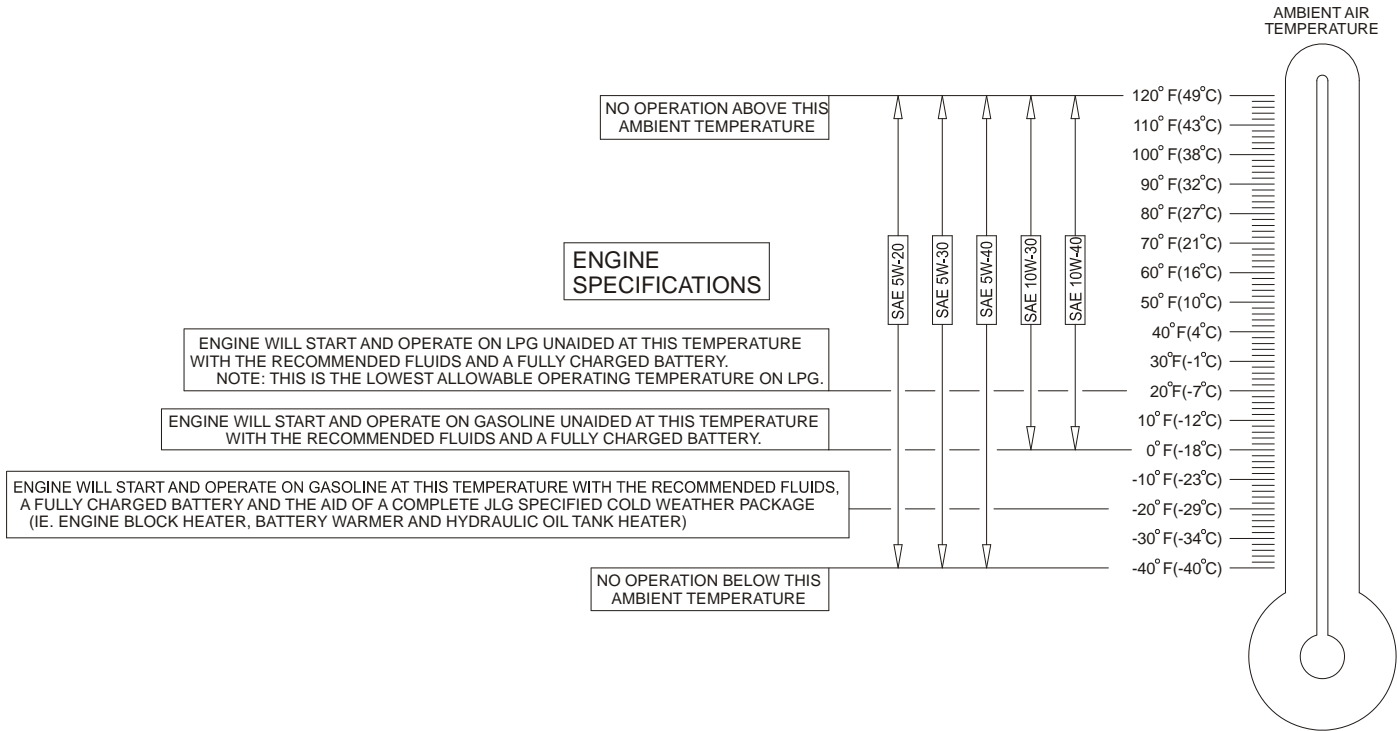 AMBIENT AIR
TEMPERATURE
NO OPERATION ABOVE THIS
AMBIENT TEMPERATURE
120° F(49°C)
110° F(43°C)
100° F(38°C)
90° F(32°C)
80° F(27°C)
70° F(21°C)
60° F(16°C)
50° F(10°C)
40°F(4°C)
30°F(-1°C)
20°F(-7°C)
10°F(-12°C)
0°F(-18°C)
-10°F(-23°C)
-20°F(-29°C)
-30°F(-34°C)
-40°F(-40°C)
SAE 5W-20
SAE 5W-30
SAE 5W-40
SAE 10W-30
SAE 10W-40
ENGINE
SPECIFICATIONS
ENGINE WILL START AND OPERATE ON LPG UNAIDED AT THIS TEMPERATURE
WITH THE RECOMMENDED FLUIDS AND A FULLY CHARGED BATTERY.
NOTE: THIS IS THE LOWEST ALLOWABLE OPERATING TEMPERATURE ON LPG.
ENGINE WILL START AND OPERATE ON GASOLINE UNAIDED AT THIS TEMPERATURE
WITH THE RECOMMENDED FLUIDS AND A FULLY CHARGED BATTERY.
ENGINE WILL START AND OPERATE ON GASOLINE AT THIS TEMPERATURE WITH THE RECOMMENDED FLUIDS,
A FULLY CHARGED BATTERY AND THE AID OF A COMPLETE JLG SPECIFIED COLD WEATHER PACKAGE
(IE. ENGINE BLOCK HEATER, BATTERY WARMER AND HYDRAULIC OIL TANK HEATER)
NO OPERATION BELOW THIS
AMBIENT TEMPERATURE